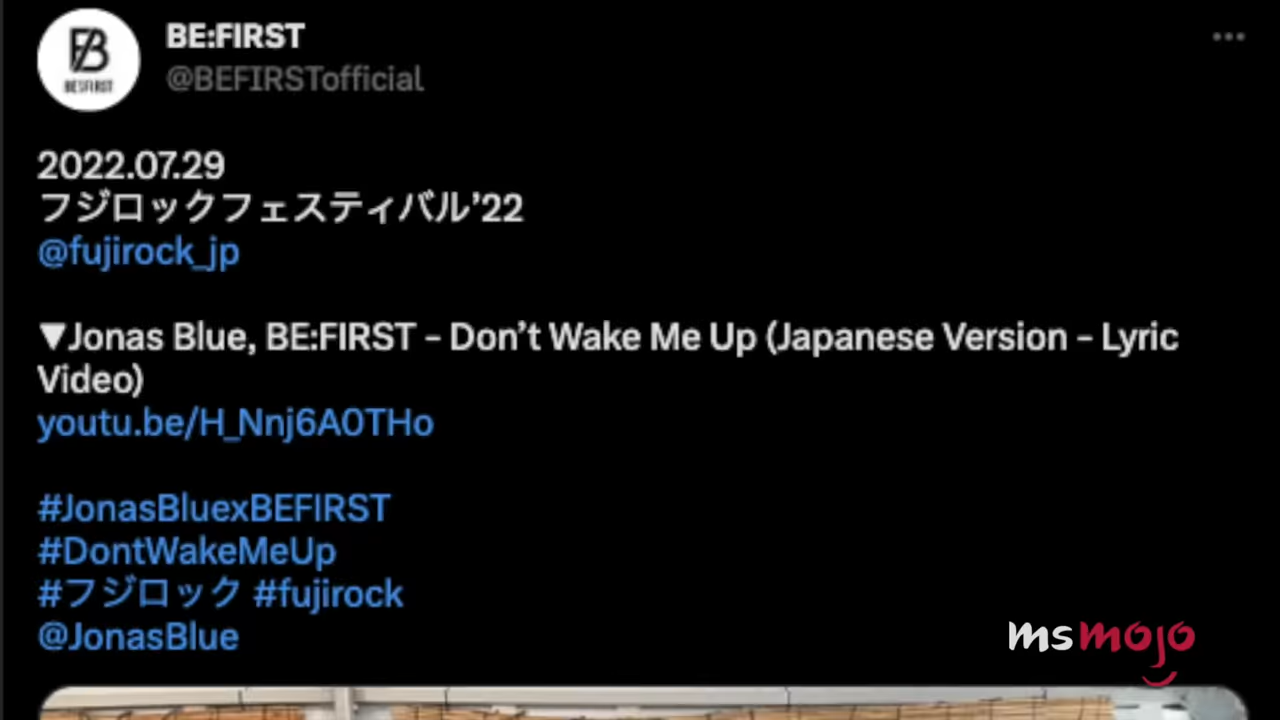 BE:FIRST
BE:FIRST
@BEFIRSTofficial
2022.07.29
フジロックフェスティバル’22
@fujirock_jp
▼Jonas Blue, BE:FIRST – Don’t Wake Me Up (Japanese Version – Lyric
Video)
youtu.be/H_Nnj6A0THo
#JonasBluexBEFIRST
#DontWakeMeUp
#フジロック #fujirock
@JonasBlue
msmojo